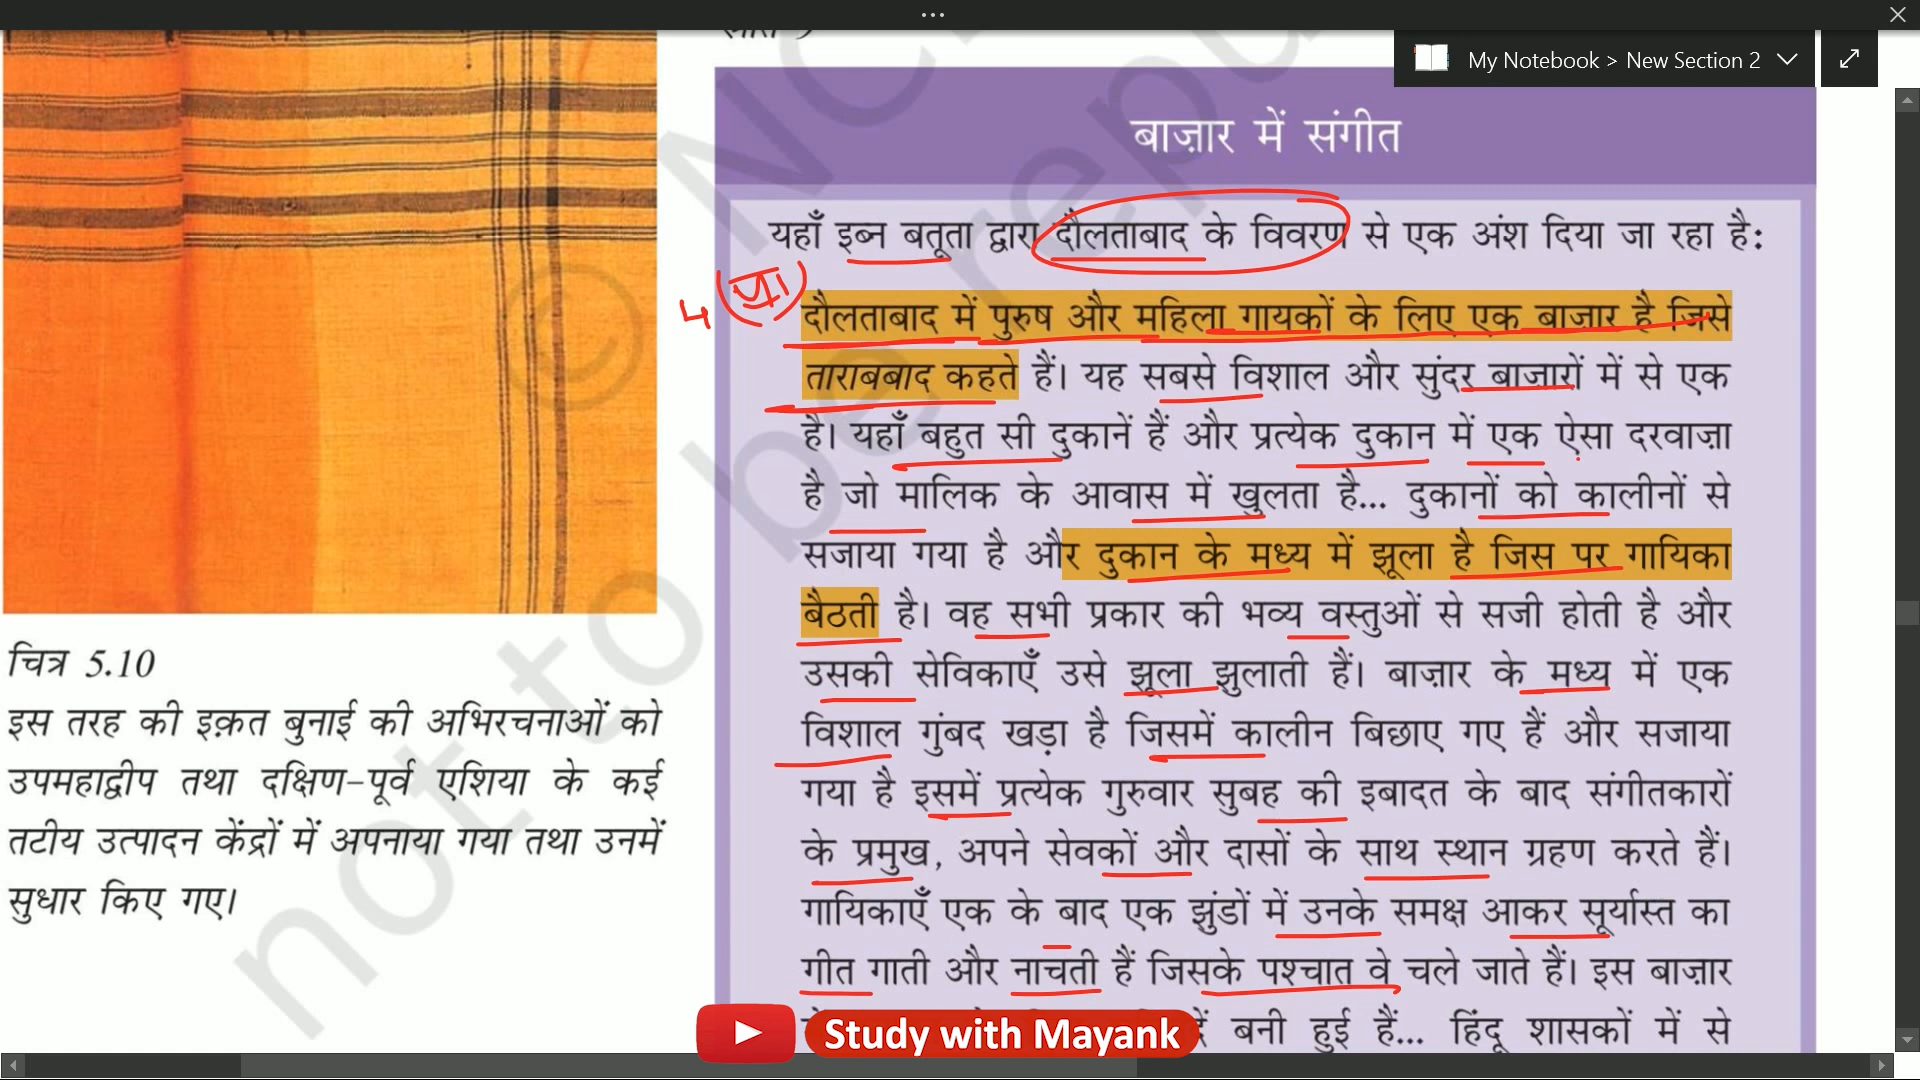 My Notebook > New Section 2
बाज़ार में संगीत
यहाँ इब्न बतूता द्वारा दौलताबाद के विवरण से एक अंश दिया जा रहा है:
दौलताबाद में पुरुष और महिला गायकों के लिए एक बाज़ार है जिसे
ताराबबाद कहते हैं। यह सबसे विशाल और सुंदर बाज़ारों में से एक
है। यहाँ बहुत सी दुकानें हैं और प्रत्येक दुकान में एक ऐसा दरवाज़ा
है जो मालिक के आवास में खुलता है... दुकानों को कालीनों से
सजाया गया है और दुकान के मध्य में झूला है जिस पर गायिका
बैठती है। वह सभी प्रकार की भव्य वस्तुओं से सजी होती है और
उसकी सेविकाएँ उसे झूला झुलाती हैं। बाज़ार के मध्य में एक
विशाल गुंबद खड़ा है जिसमें कालीन बिछाए गए हैं और सजाया
गया है इसमें प्रत्येक गुरुवार सुबह की इबादत के बाद संगीतकारों
के प्रमुख, अपने सेवकों और दासों के साथ स्थान ग्रहण करते हैं।
गायिकाएँ एक के बाद एक झुंडों में उनके समक्ष आकर सूर्यास्त का
गीत गाती और नाचती हैं जिसके पश्चात वे चले जाते हैं। इस बाज़ार
बनी हुई हैं... हिंदू शासकों में से
चित्र 5.10
इस तरह की इक़त बुनाई की अभिरचनाओं को
उपमहाद्वीप तथा दक्षिण-पूर्व एशिया के कई
तटीय उत्पादन केंद्रों में अपनाया गया तथा उनमें
सुधार किए गए।
not to be repu
© NC
Study with Mayank